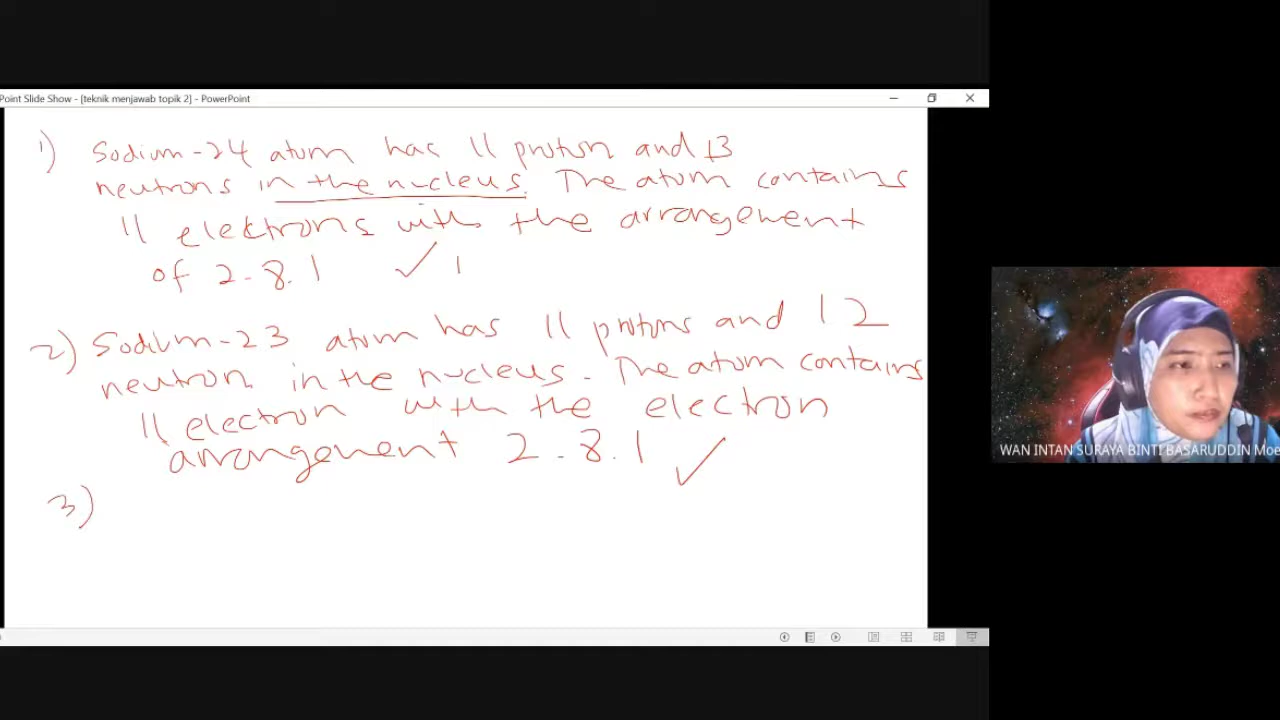 Point Slide Show - [teknik menjawab topik 2] - PowerPoint
1) Sodium-24 atom has 11 proton and 13
neutrons in the nucleus. The atom contains
11 electrons with the arrangement
of 2.8.1 ✓ 1
2) Sodium-23 atom has 11 protons and 12
neutron in the nucleus. The atom contains
11 electron with the electron
arrangement 2.8.1 ✓
3)
WAN INTAN SURAYA BINTI BASARUDDIN Moe